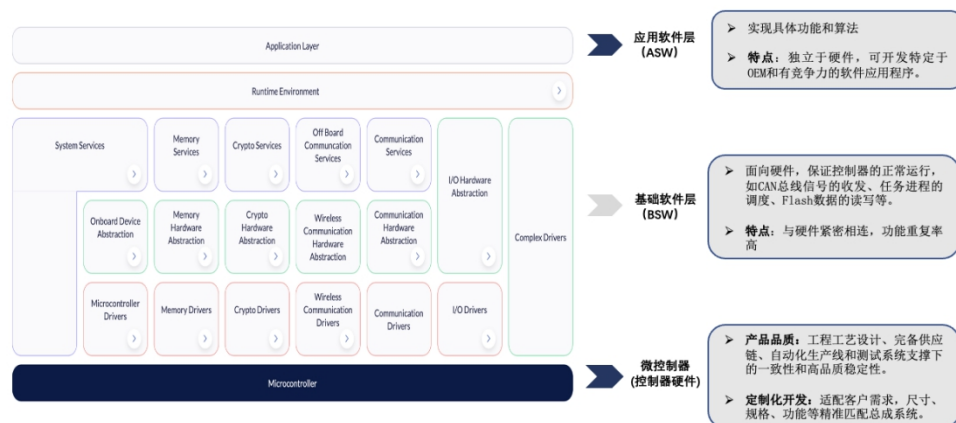 Application Layer
Runtime Environment
System Services
Memory
Services
Crypto Services
Off Board
Communcation
Services
Communication
Services
I/O Hardware
Abstraction
Complex Drivers
Onboard Device
Abstraction
Memory
Hardware
Abstraction
Crypto
Hardware
Abstraction
Wireless
Communication
Hardware
Abstraction
Communication
Hardware
Abstraction
Microcontroller
Drivers
Memory Drivers
Crypto Drivers
Wireless
Communication
Drivers
Communication
Drivers
I/O Drivers
Microcontroller
应用软件层
(ASW)
➢ 实现具体功能和算法
➢ 特点：独立于硬件，可开发特定于
OEM和有竞争力的软件应用程序。
基础软件层
(BSW)
➢ 面向硬件，保证控制器的正常运行，
如CAN总线信号的收发、任务进程的
调度、Flash数据的读写等。
➢ 特点：与硬件紧密相连，功能重复率
高
微控制器
(控制器硬件)
➢ 产品品质：工程工艺设计、完备供应
链、自动化生产线和测试系统支撑下
的一致性和高品质稳定性。
➢ 定制化开发：适配客户需求，尺寸、
规格、功能等精准匹配总成系统。